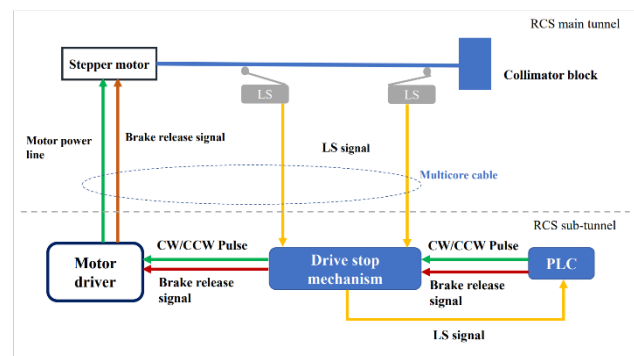 RCS main tunnel
Stepper motor
Collimator block
LS
LS
Motor power
line
Brake release signal
LS signal
Multicore cable
RCS sub-tunnel
Motor
driver
CW/CCW Pulse
Brake release
signal
Drive stop
mechanism
CW/CCW Pulse
Brake release
signal
PLC
LS signal